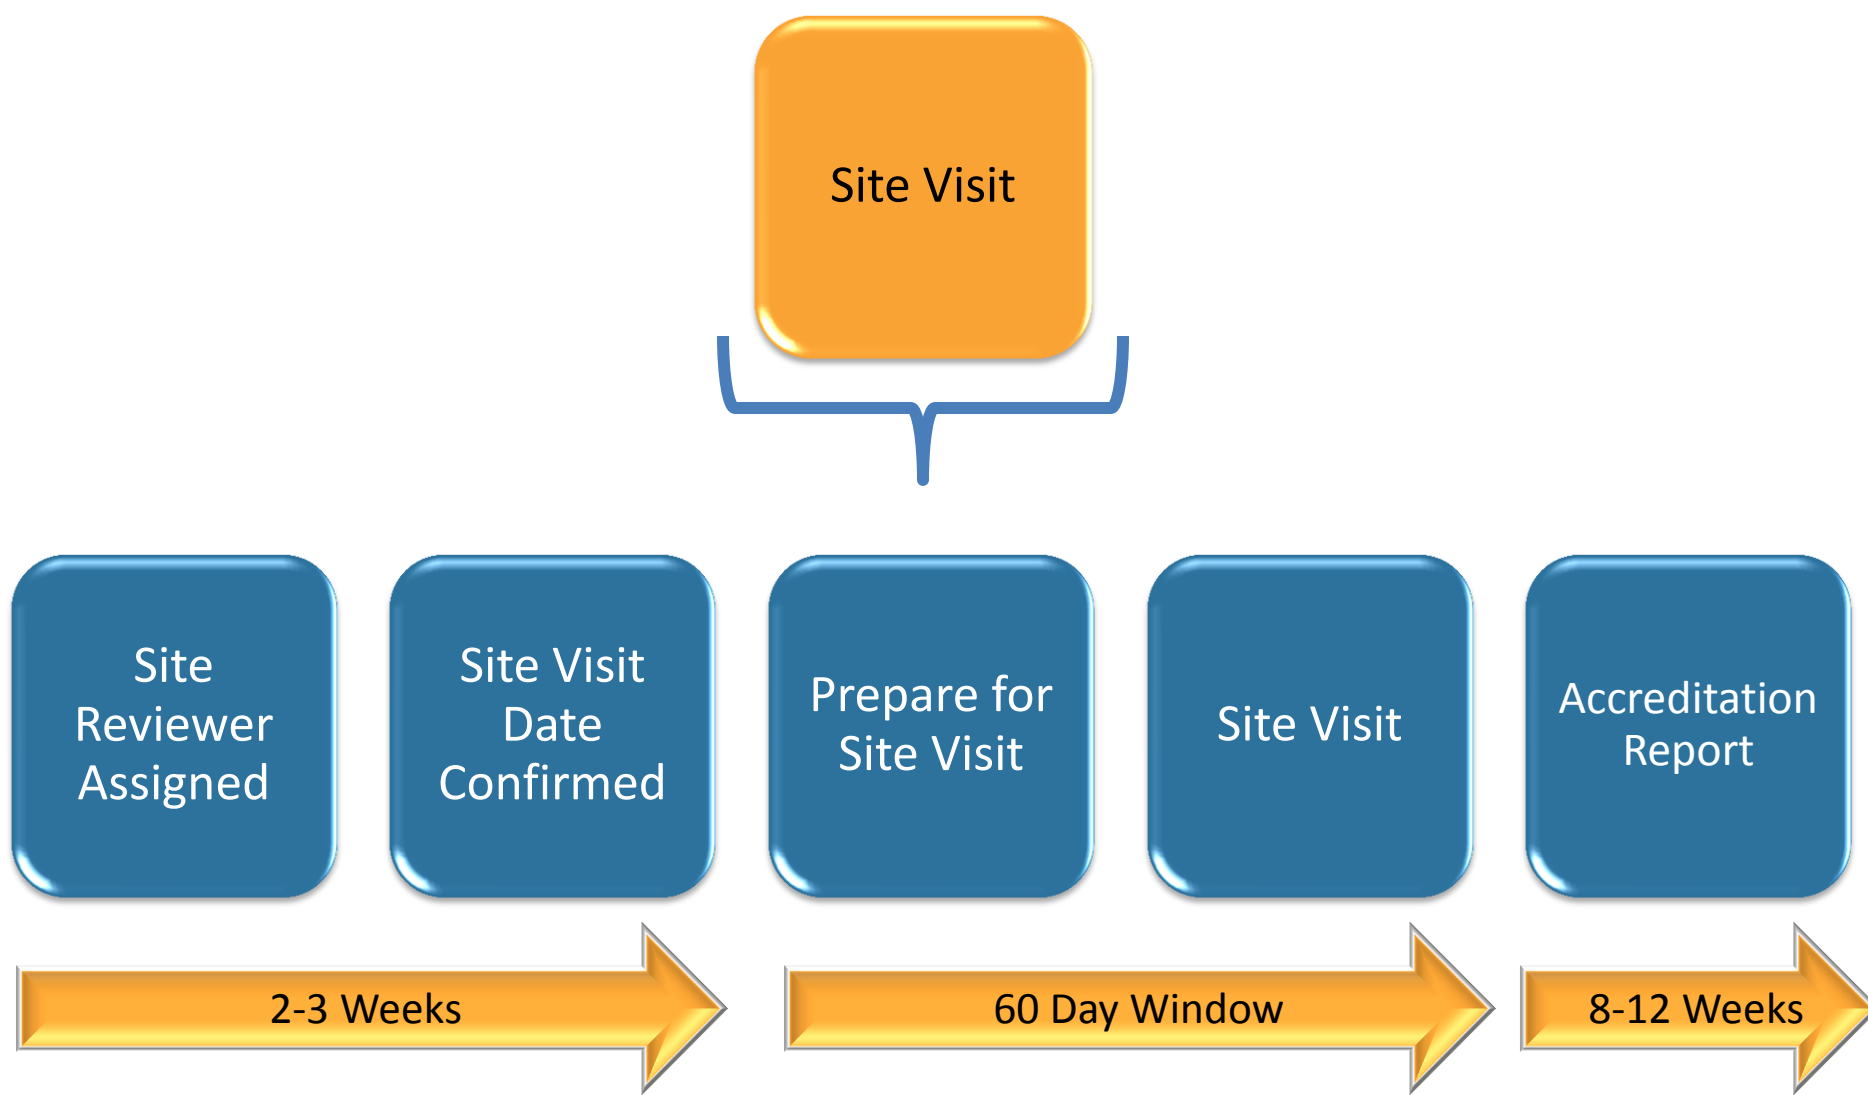 Site Visit
Site
Reviewer
Assigned
Site Visit
Date
Confirmed
Prepare for
Site Visit
Site Visit
Accreditation
Report
2-3 Weeks
60 Day Window
8-12 Weeks